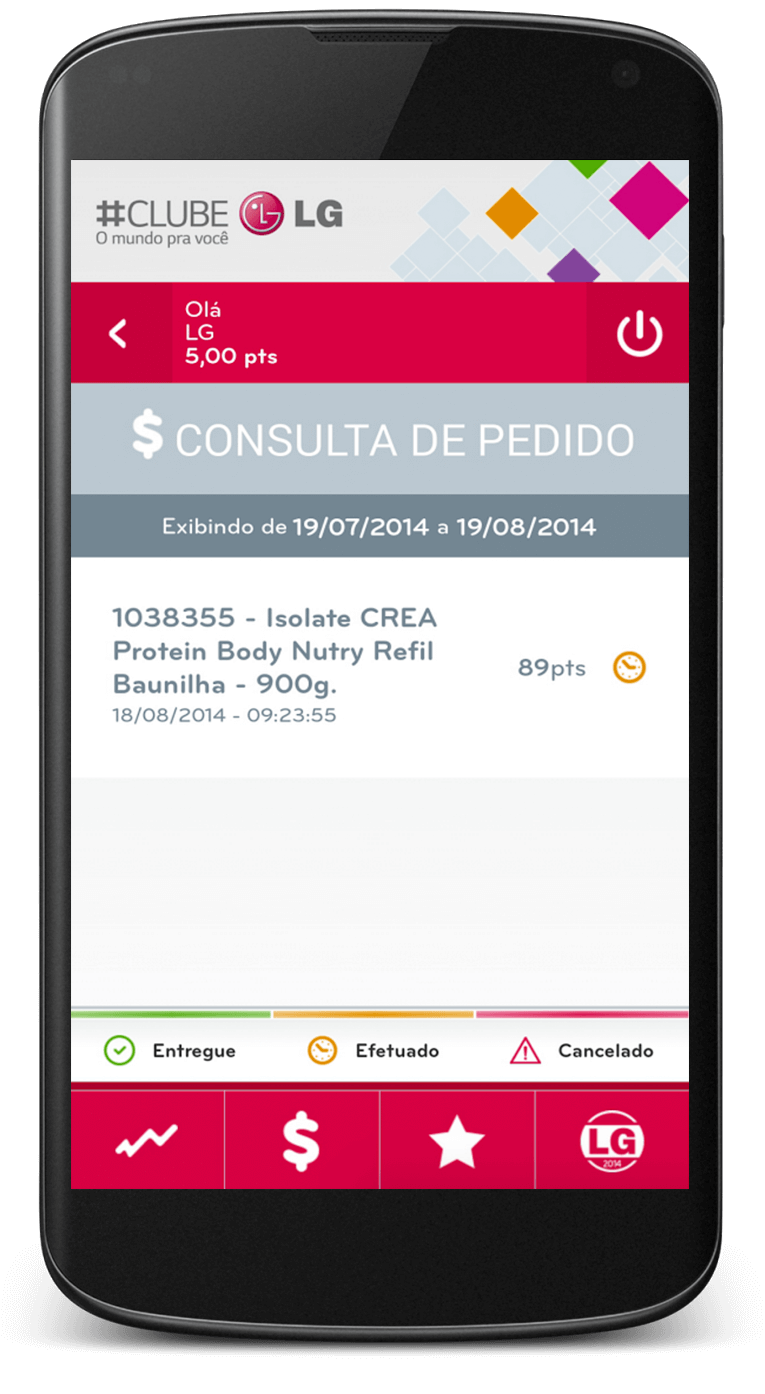 #CLUBE LG LG
O mundo pra você
Olá
LG
5,00 pts
$ CONSULTA DE PEDIDO
Exibindo de 19/07/2014 a 19/08/2014
1038355 - Isolate CREA
Protein Body Nutry Refil
Baunilha - 900g.
18/08/2014 - 09:23:55
89pts
Entregue
Efetuado
Cancelado
$
LG
2014